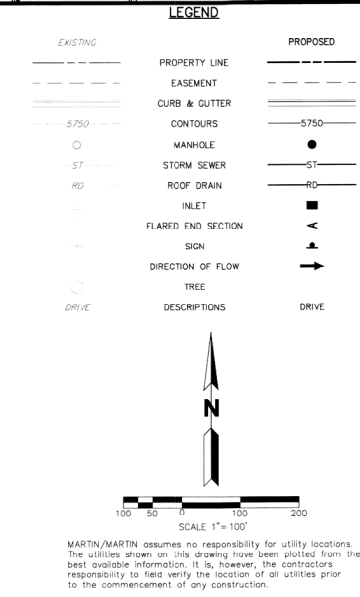 LEGEND
EXISTING PROPOSED
PROPERTY LINE
EASEMENT
CURB & GUTTER
5750 CONTOURS 5750
MANHOLE
ST STORM SEWER ST
RD ROOF DRAIN RD
INLET
FLARED END SECTION
SIGN
DIRECTION OF FLOW
TREE
DRIVE DESCRIPTIONS DRIVE
N
100 50 0 100 200
SCALE 1"= 100'
MARTIN/MARTIN assumes no responsibility for utility locations.
The utilities shown on this drawing have been plotted from the
best available information. It is, however, the contractors
responsibility to field verify the location of all utilities prior
to the commencement of any construction.